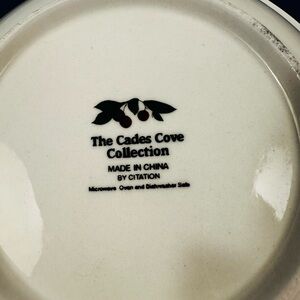 The Cades Cove
Collection
MADE IN CHINA
BY CITATION
Microwave Oven and Dishwasher Safe